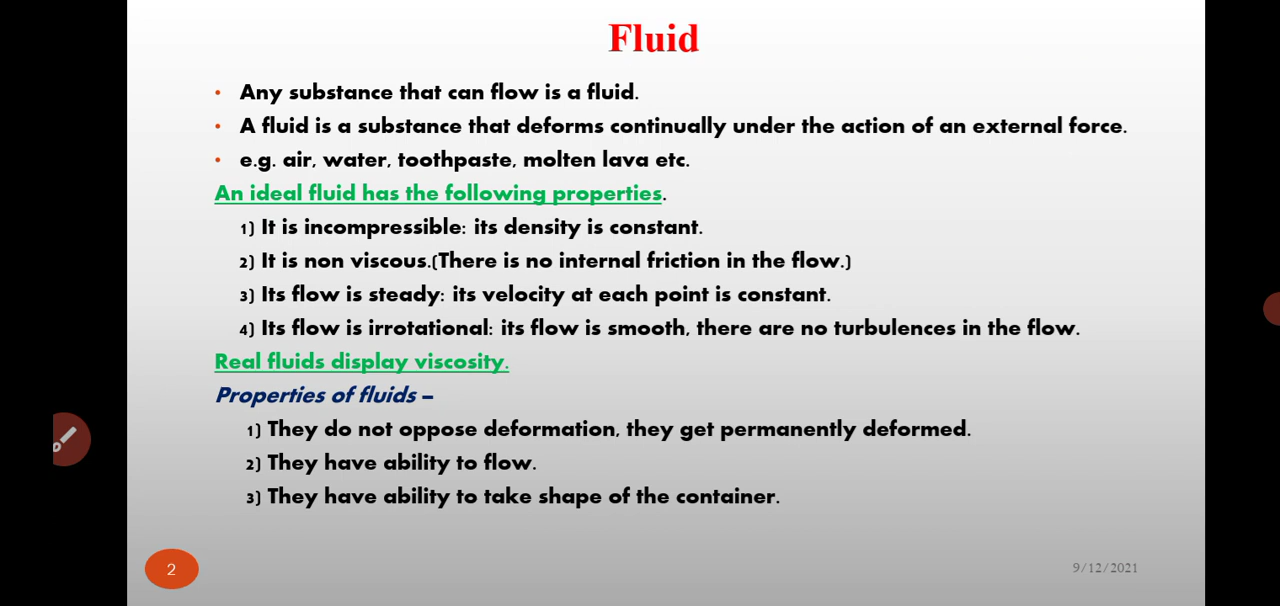 Fluid
• Any substance that can flow is a fluid.
• A fluid is a substance that deforms continually under the action of an external force.
• e.g. air, water, toothpaste, molten lava etc.
An ideal fluid has the following properties.
1) It is incompressible: its density is constant.
2) It is non viscous.(There is no internal friction in the flow.)
3) Its flow is steady: its velocity at each point is constant.
4) Its flow is irrotational: its flow is smooth, there are no turbulences in the flow.
Real fluids display viscosity.
Properties of fluids –
1) They do not oppose deformation, they get permanently deformed.
2) They have ability to flow.
3) They have ability to take shape of the container.
2
9/12/2021